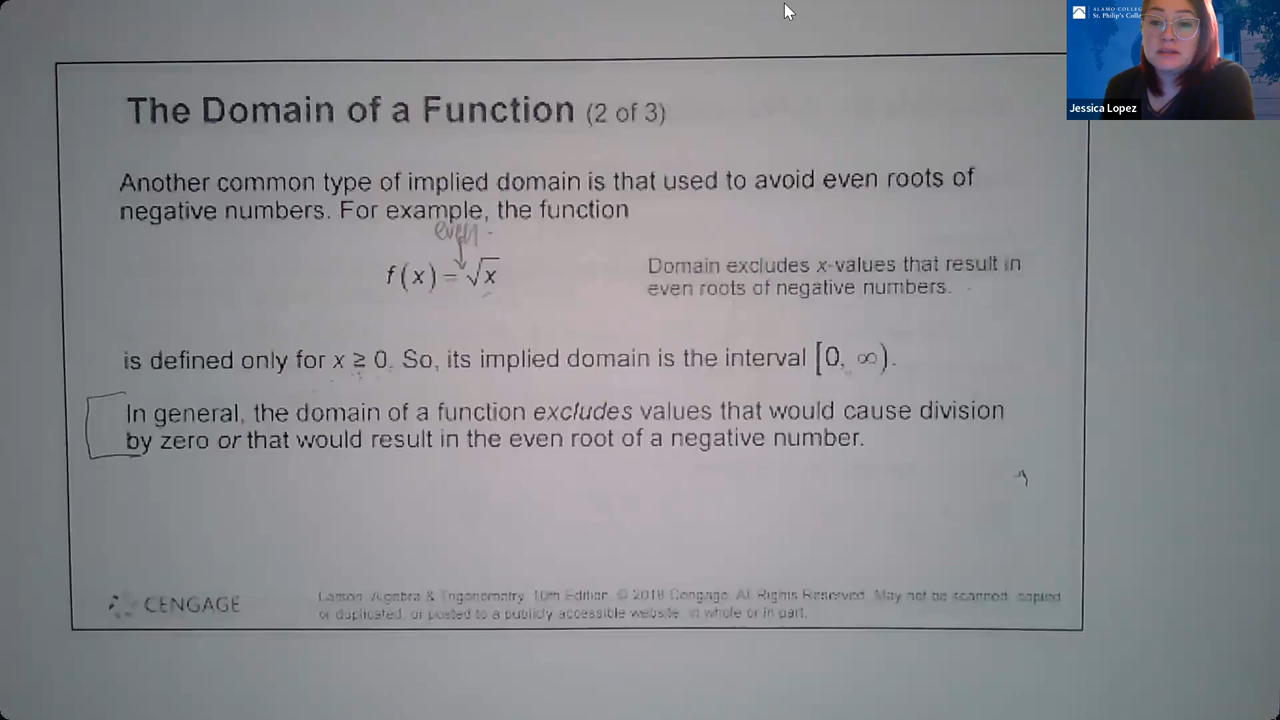 ALAMO COLLEG
St. Philip's Colle
Jessica Lopez
The Domain of a Function (2 of 3)
Another common type of implied domain is that used to avoid even roots of
negative numbers. For example, the function
even
f(x) = √x
Domain excludes x-values that result in
even roots of negative numbers.
is defined only for x ≥ 0. So, its implied domain is the interval [0, ∞).
In general, the domain of a function excludes values that would cause division
by zero or that would result in the even root of a negative number.
CENGAGE
Larson, Algebra & Trigonometry, 10th Edition. © 2018 Cengage. All Rights Reserved. May not be scanned, copied
or duplicated, or posted to a publicly accessible website, in whole or in part.